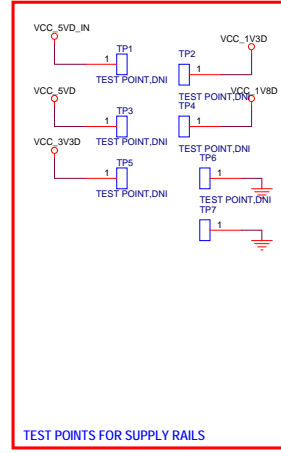 VCC_5VD_IN
VCC_1V3D
TP1
TP2
1
1
TEST POINT,DNI
TEST POINT,DNI
VCC_5VD
VCC_1V8D
TP3
TP4
1
1
TEST POINT,DNI
TEST POINT,DNI
VCC_3V3D
TP5
TP6
1
1
TEST POINT,DNI
TEST POINT,DNI
TP7
1
TEST POINTS FOR SUPPLY RAILS